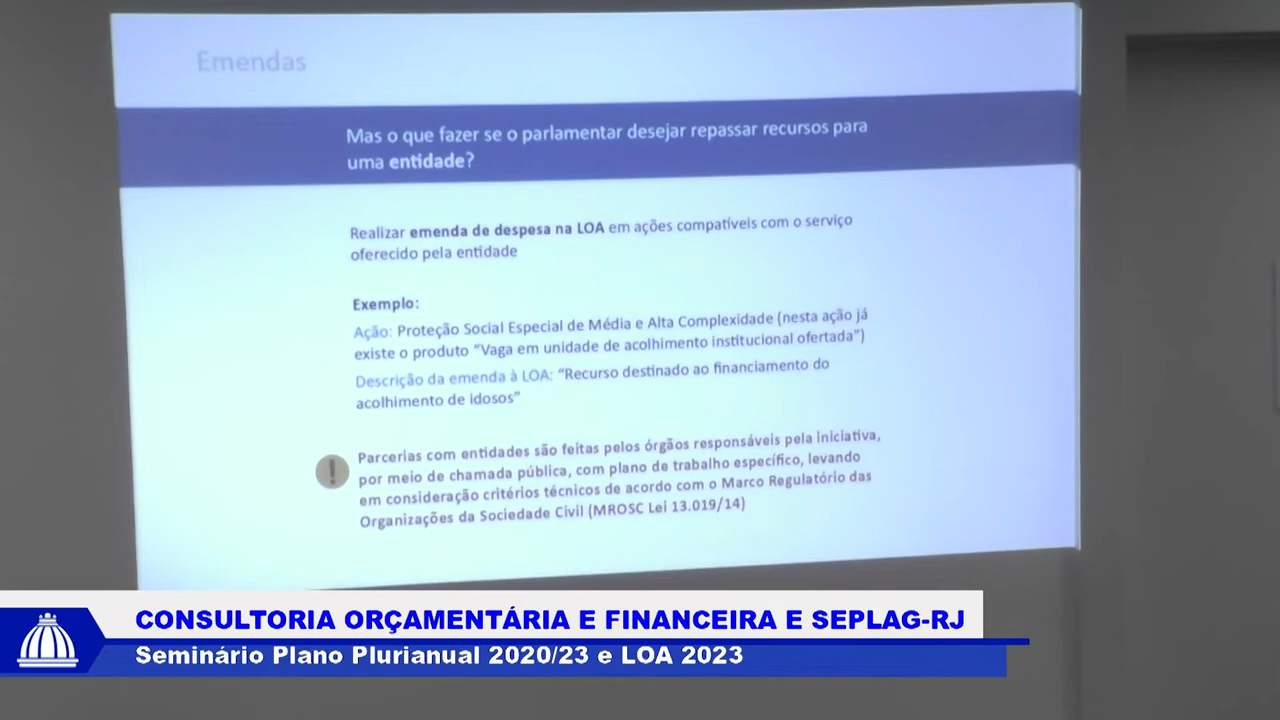 Emendas
Mas o que fazer se o parlamentar desejar repassar recursos para
uma entidade?
Realizar emenda de despesa na LOA em ações compatíveis com o serviço
oferecido pela entidade
Exemplo:
Ação: Proteção Social Especial de Média e Alta Complexidade (nesta ação já
existe o produto “Vaga em unidade de acolhimento institucional ofertada”)
Descrição da emenda à LOA: “Recurso destinado ao financiamento do
acolhimento de idosos”
!
Parcerias com entidades são feitas pelos órgãos responsáveis pela iniciativa,
por meio de chamada pública, com plano de trabalho específico, levando
em consideração critérios técnicos de acordo com o Marco Regulatório das
Organizações da Sociedade Civil (MROSC Lei 13.019/14)
CONSULTORIA ORÇAMENTÁRIA E FINANCEIRA E SEPLAG-RJ
Seminário Plano Plurianual 2020/23 e LOA 2023